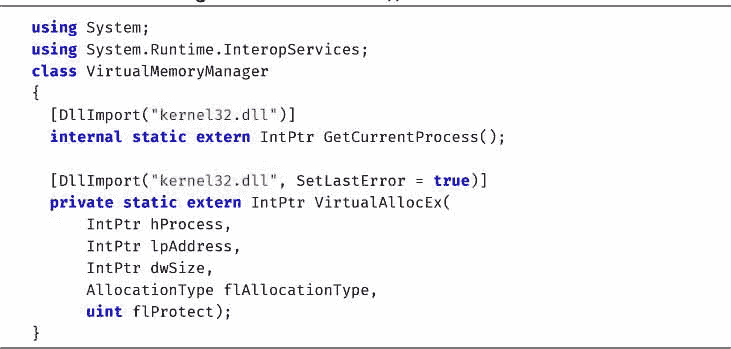 using System;
using System.Runtime.InteropServices;
class VirtualMemoryManager
{
[DllImport("kernel32.dll")]
internal static extern IntPtr GetCurrentProcess();
[DllImport("kernel32.dll", SetLastError = true)]
private static extern IntPtr VirtualAllocEx(
IntPtr hProcess,
IntPtr lpAddress,
IntPtr dwSize,
AllocationType flAllocationType,
uint flProtect);
}